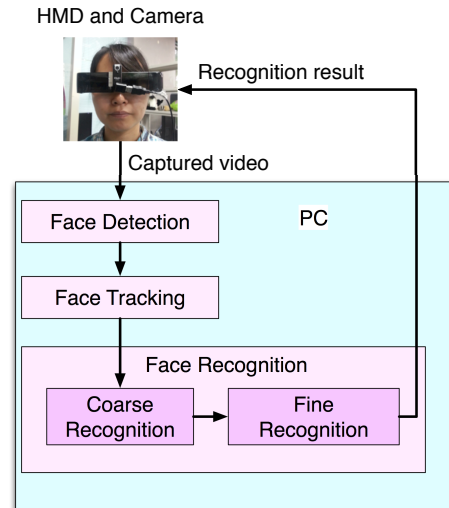 HMD and Camera
Recognition result
Captured video
PC
Face Detection
Face Tracking
Face Recognition
Coarse
Recognition
Fine
Recognition